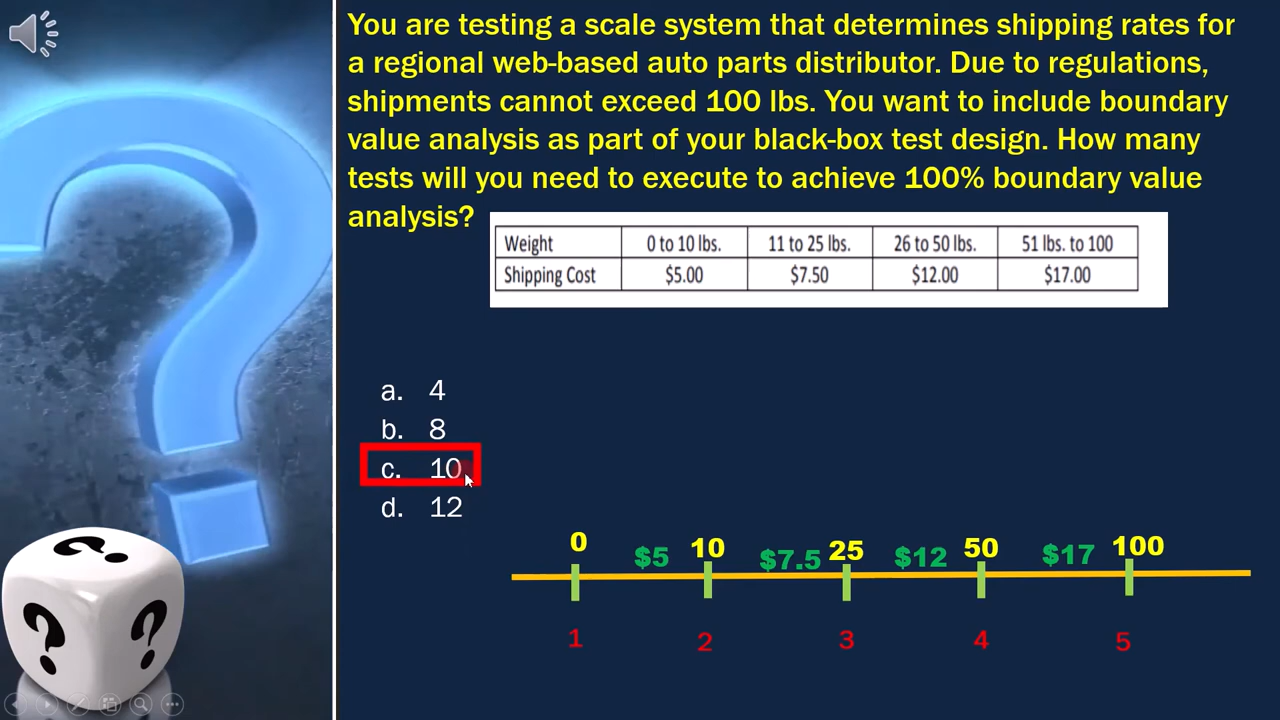 You are testing a scale system that determines shipping rates for
a regional web-based auto parts distributor. Due to regulations,
shipments cannot exceed 100 lbs. You want to include boundary
value analysis as part of your black-box test design. How many
tests will you need to execute to achieve 100% boundary value
analysis?
Weight 0 to 10 lbs. 11 to 25 lbs. 26 to 50 lbs. 51 lbs. to 100
Shipping Cost $5.00 $7.50 $12.00 $17.00
a. 4
b. 8
c. 10
d. 12
0 $5 10 $7.5 25 $12 50 $17 100
1 2 3 4 5
? ? ?